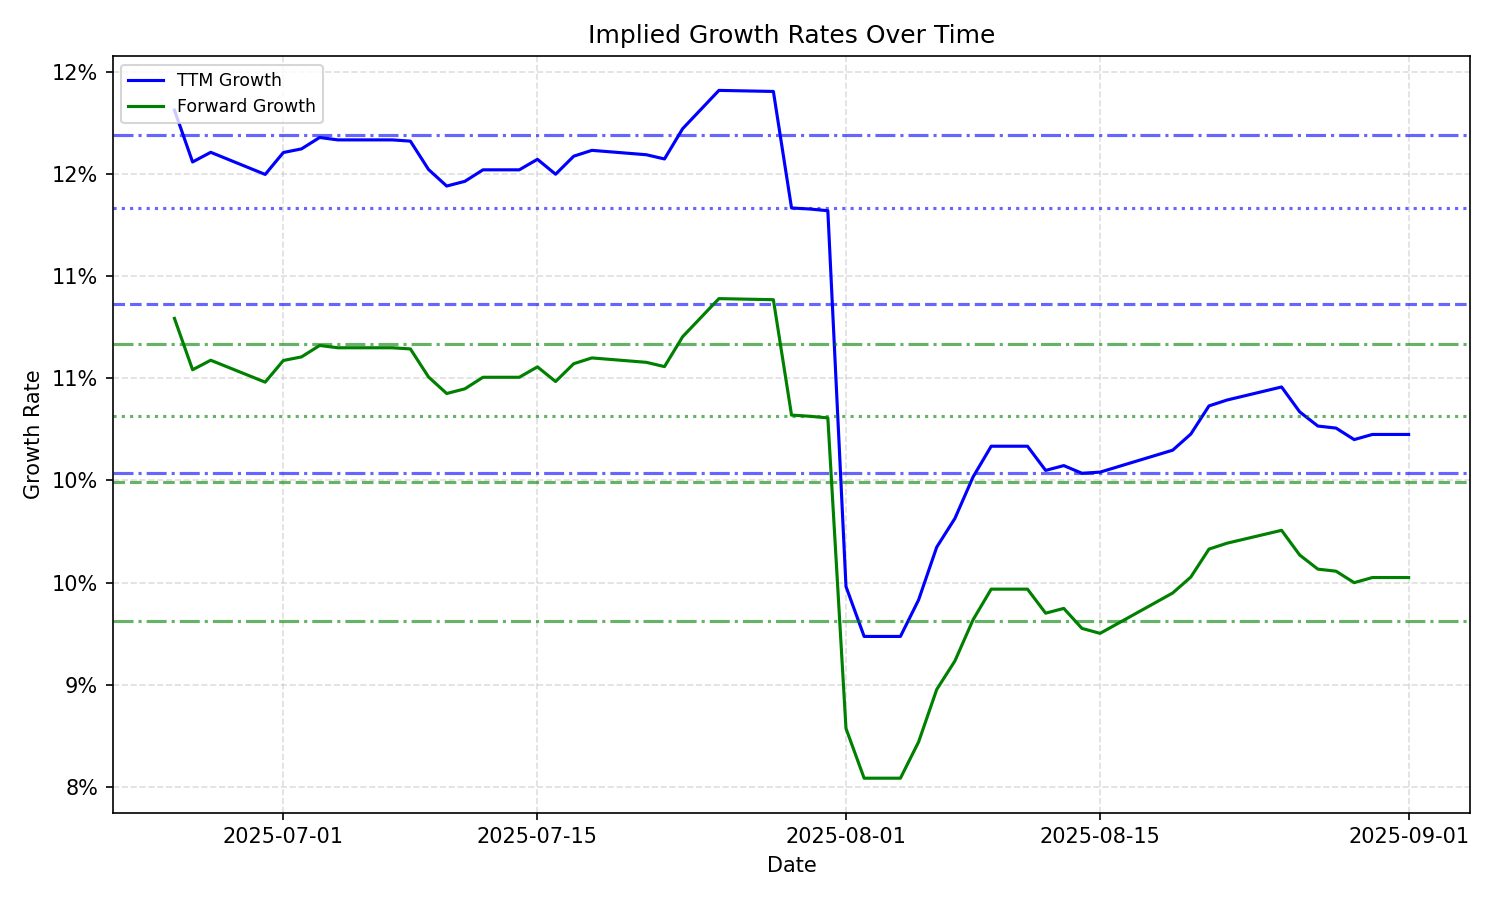 Implied Growth Rates Over Time
TTM Growth
Forward Growth
12%
12%
11%
11%
10%
10%
9%
8%
Growth Rate
2025-07-01
2025-07-15
2025-08-01
2025-08-15
2025-09-01
Date